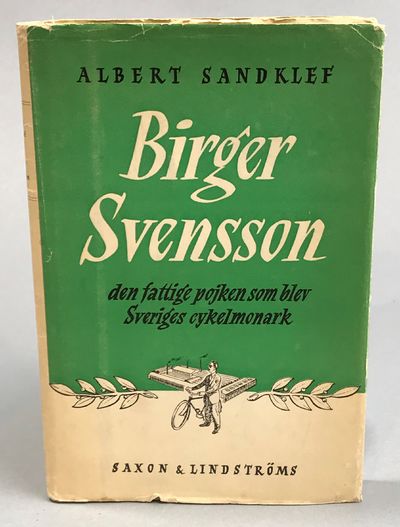 ALBERT SANDKLEF
Birger
Svensson
den fattige pojken som blev
Sveriges cykelmonark
SAXON & LINDSTRÖMS